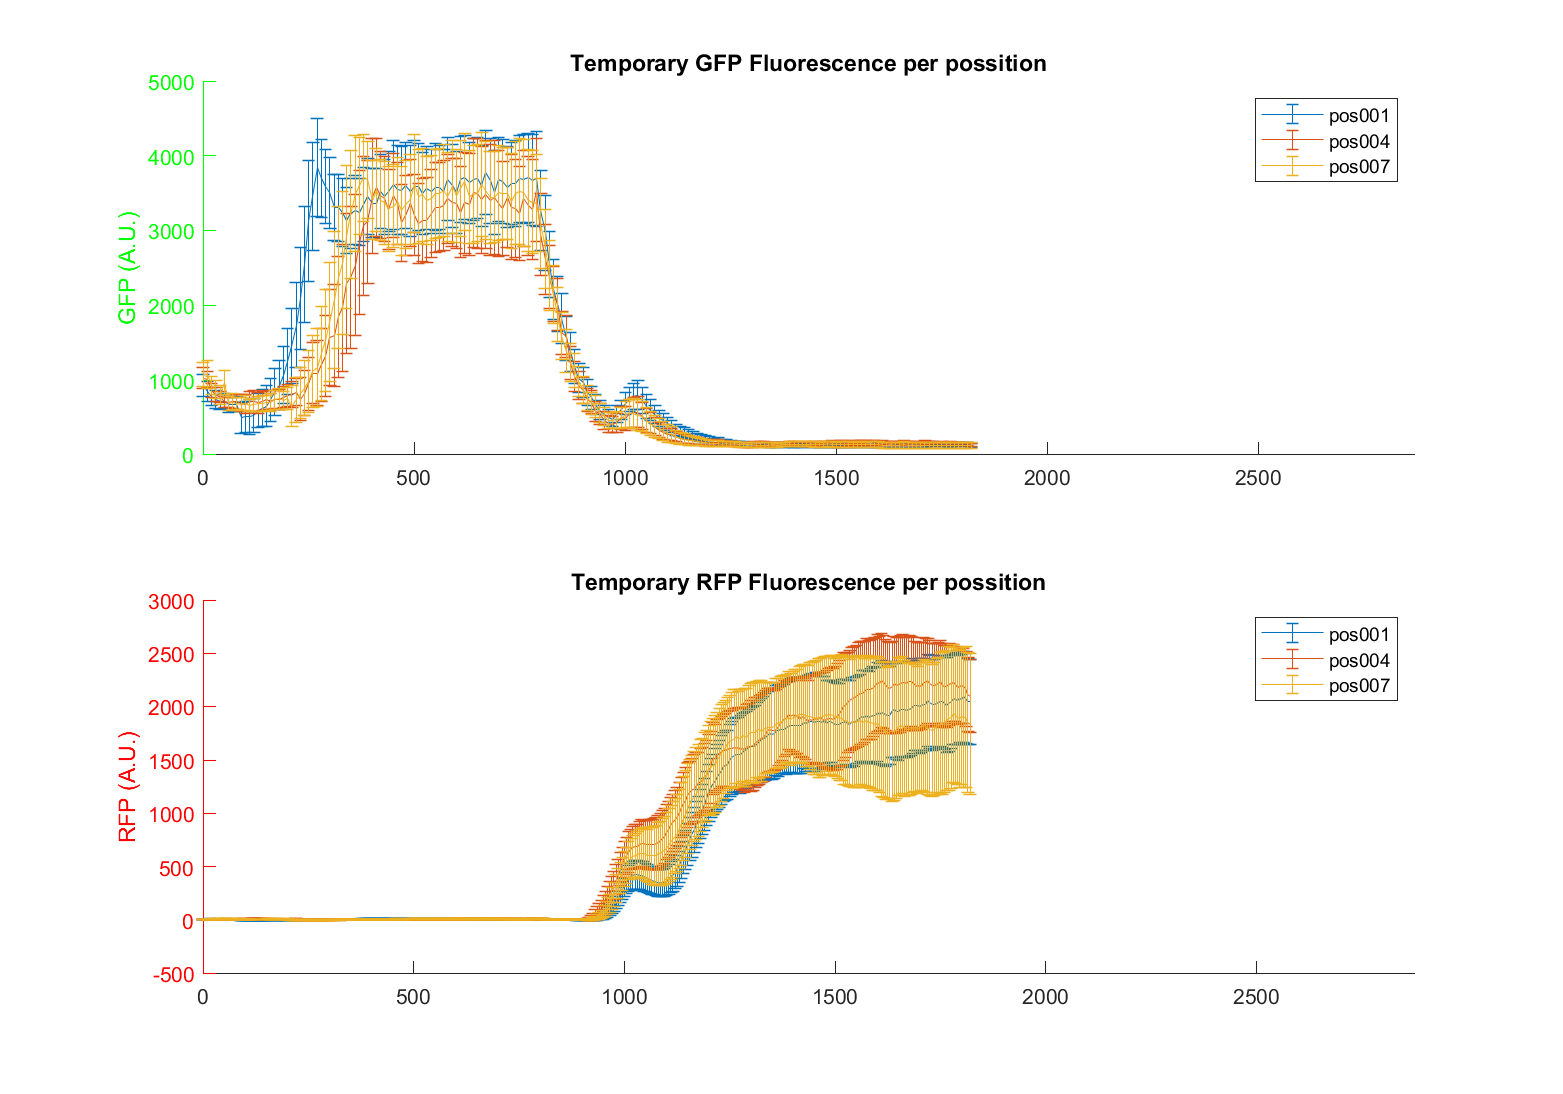 Temporary GFP Fluorescence per possition
5000
4000
3000
2000
1000
0
GFP (A.U.)
0 500 1000 1500 2000 2500
pos001
pos004
pos007
Temporary RFP Fluorescence per possition
3000
2500
2000
1500
1000
500
0
-500
RFP (A.U.)
0 500 1000 1500 2000 2500
pos001
pos004
pos007